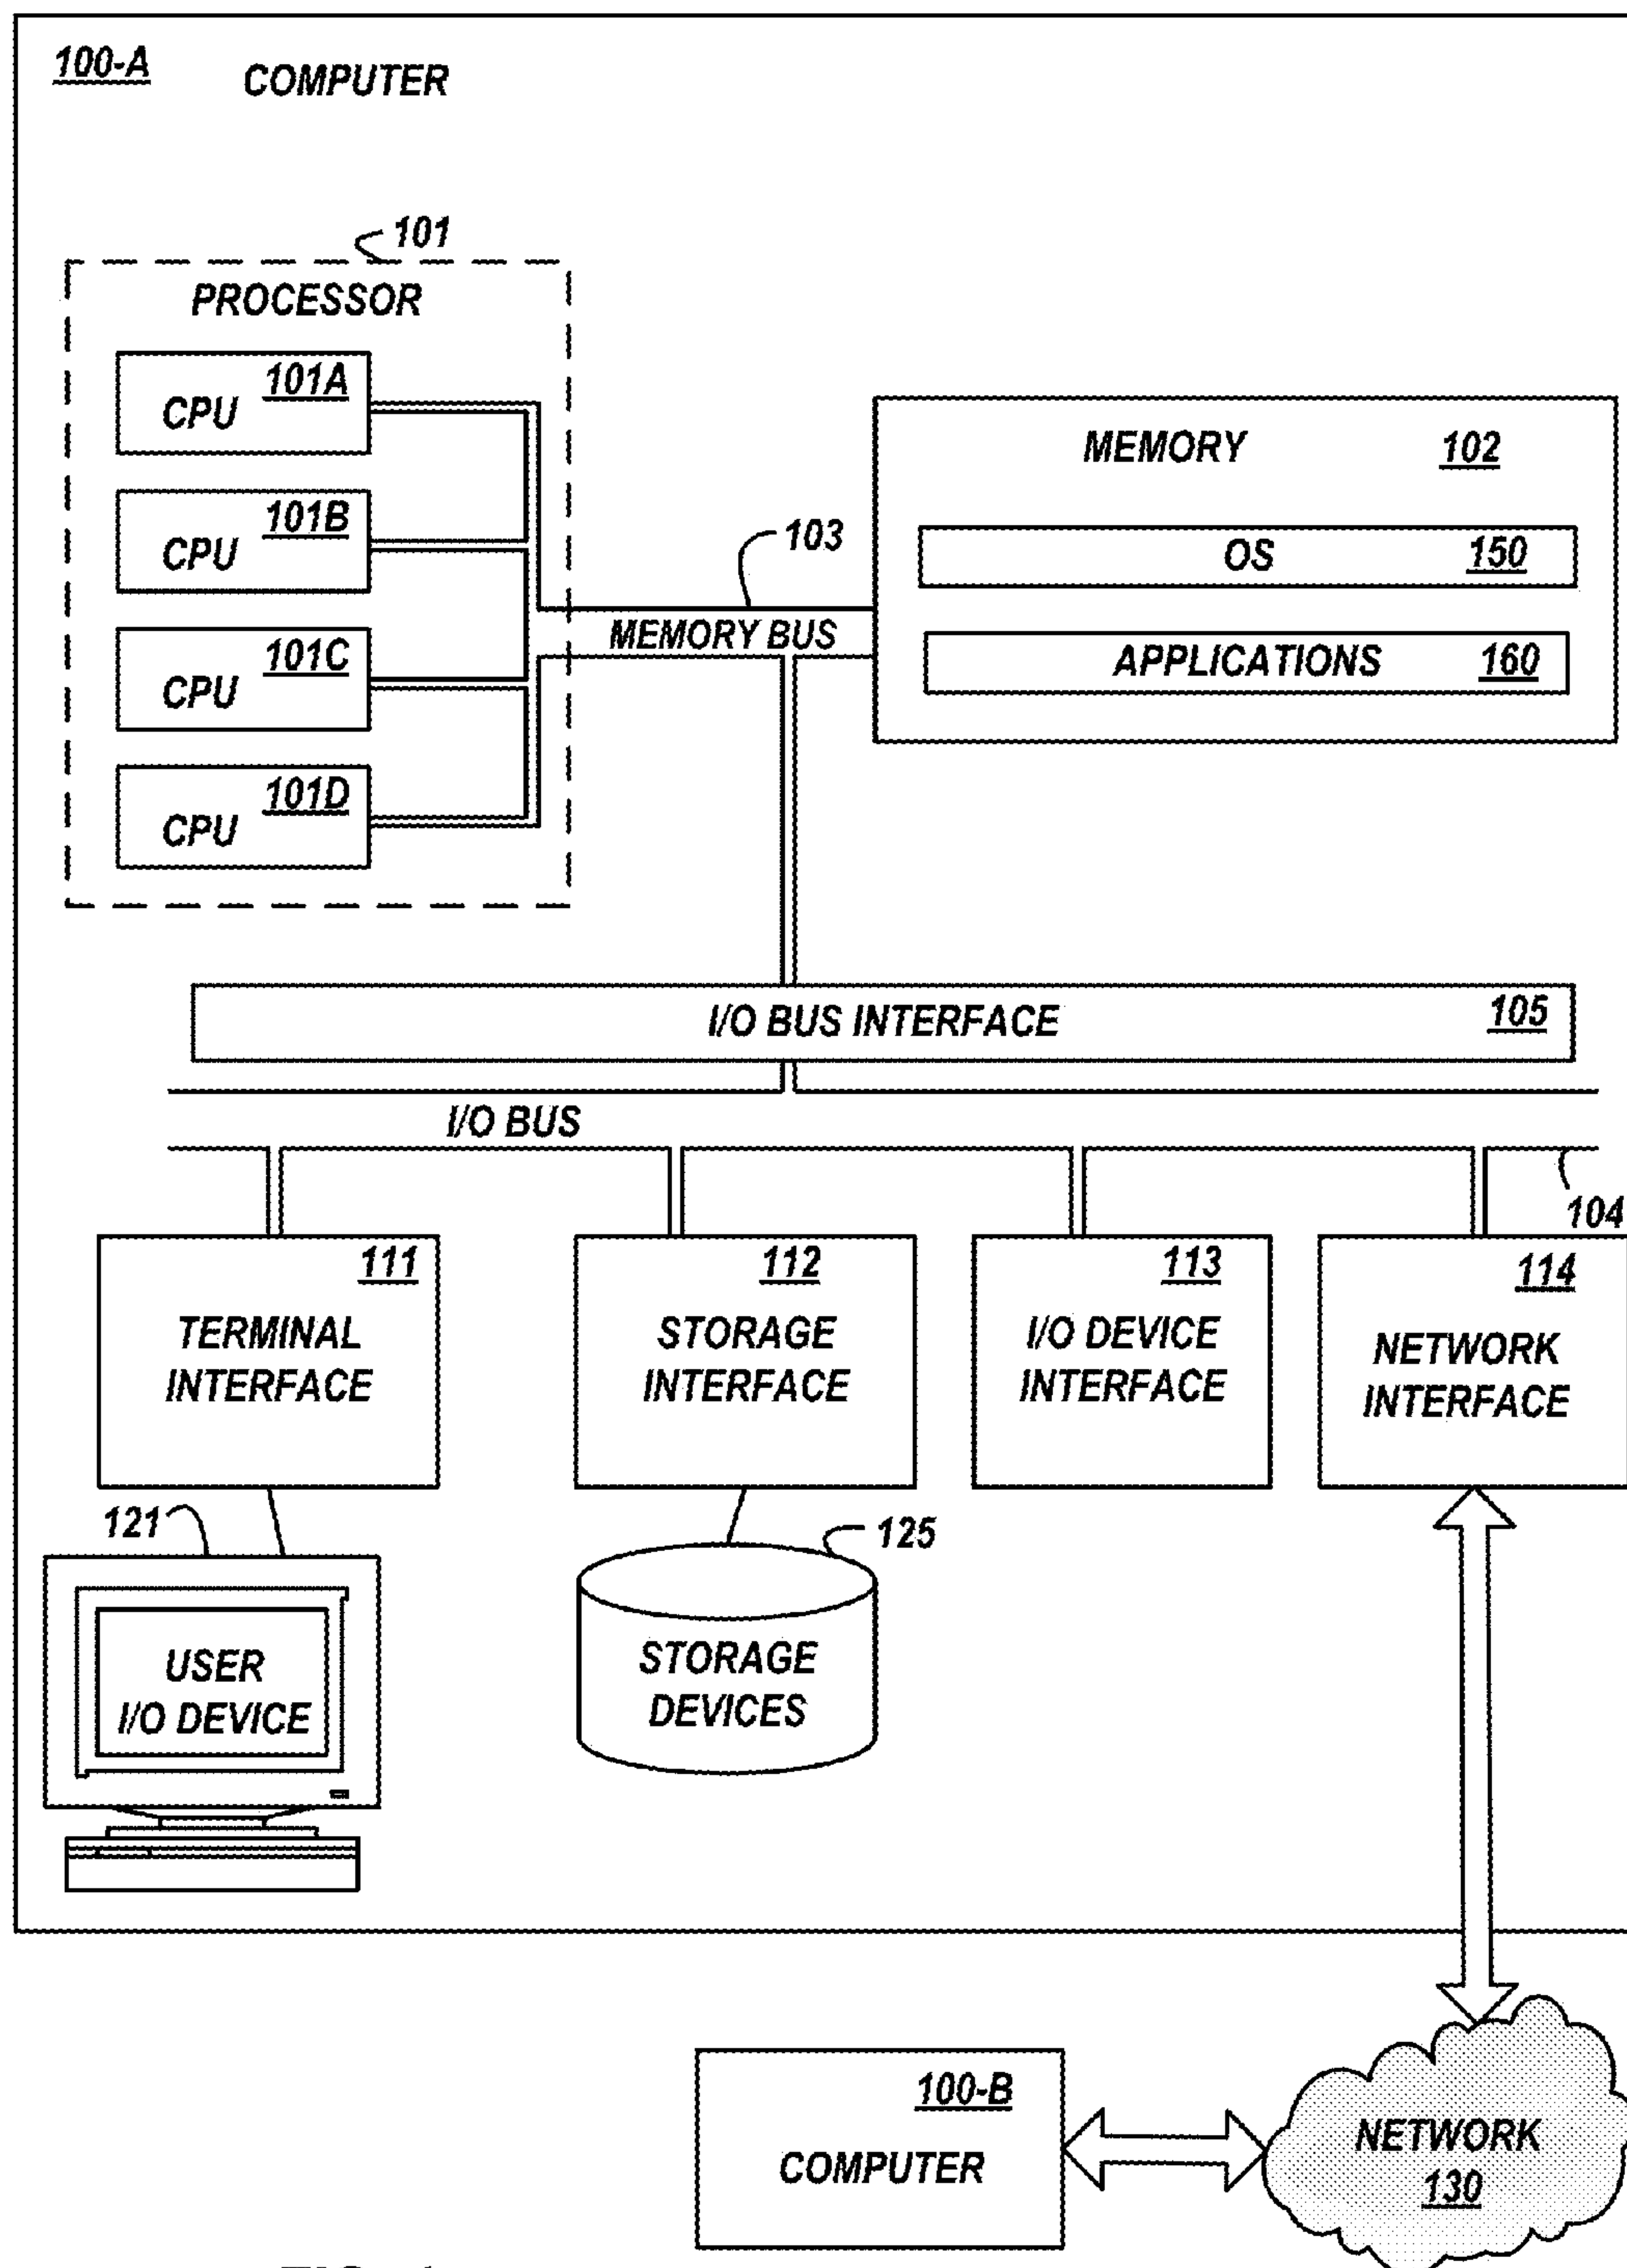 100-A COMPUTER
101
PROCESSOR
101A
CPU
101B
CPU
101C
CPU
101D
CPU
103
MEMORY BUS
MEMORY 102
OS 150
APPLICATIONS 160
I/O BUS INTERFACE 105
I/O BUS
104
111
TERMINAL
INTERFACE
112
STORAGE
INTERFACE
113
I/O DEVICE
INTERFACE
114
NETWORK
INTERFACE
121
USER
I/O DEVICE
125
STORAGE
DEVICES
100-B
COMPUTER
NETWORK
130